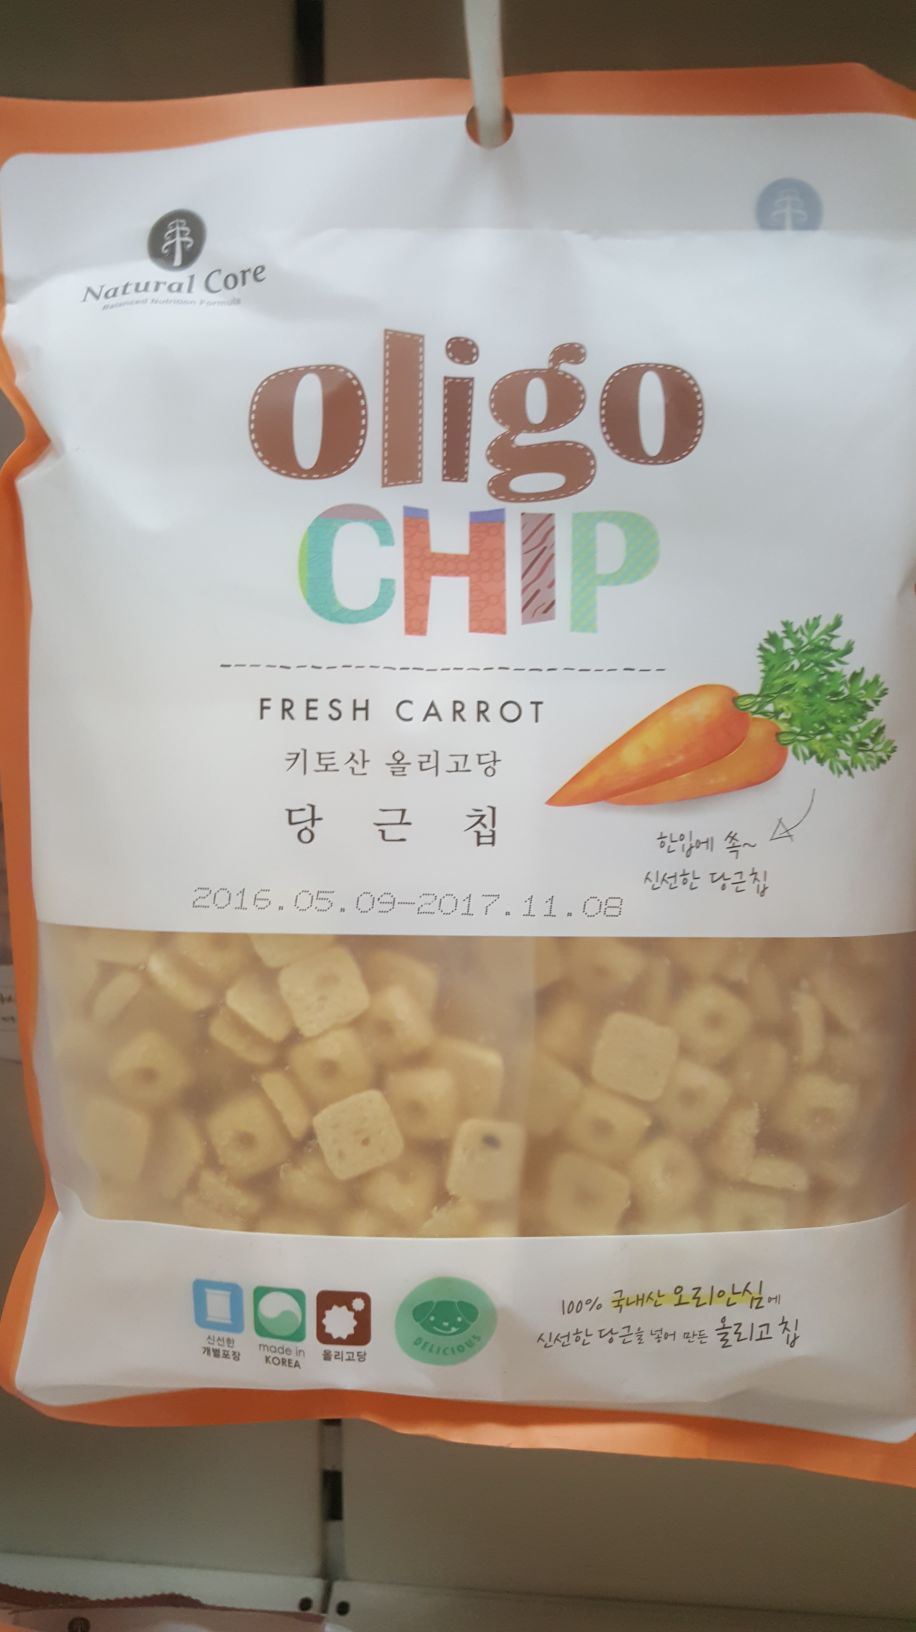 Natural Core
Balanced Nutrition Formula
oligo
CHIP
FRESH CARROT
키토산 올리고당
당 근 칩
한입에 쏙~
신선한 당근칩
2016.05.09-2017.11.08
신선한
개별포장
made in
KOREA
올리고당
DELICIOUS
100% 국내산 오리안심에
신선한 당근을 넣어 만든 올리고 칩